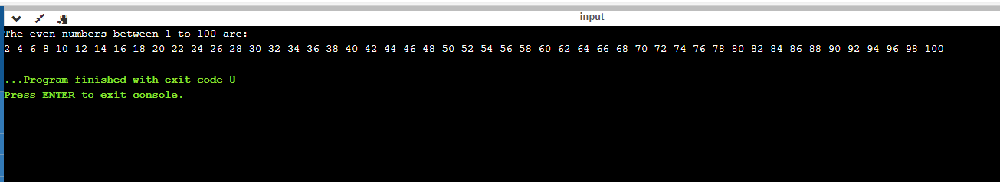 input
The even numbers between 1 to 100 are:
2 4 6 8 10 12 14 16 18 20 22 24 26 28 30 32 34 36 38 40 42 44 46 48 50 52 54 56 58 60 62 64 66 68 70 72 74 76 78 80 82 84 86 88 90 92 94 96 98 100
...Program finished with exit code 0
Press ENTER to exit console.